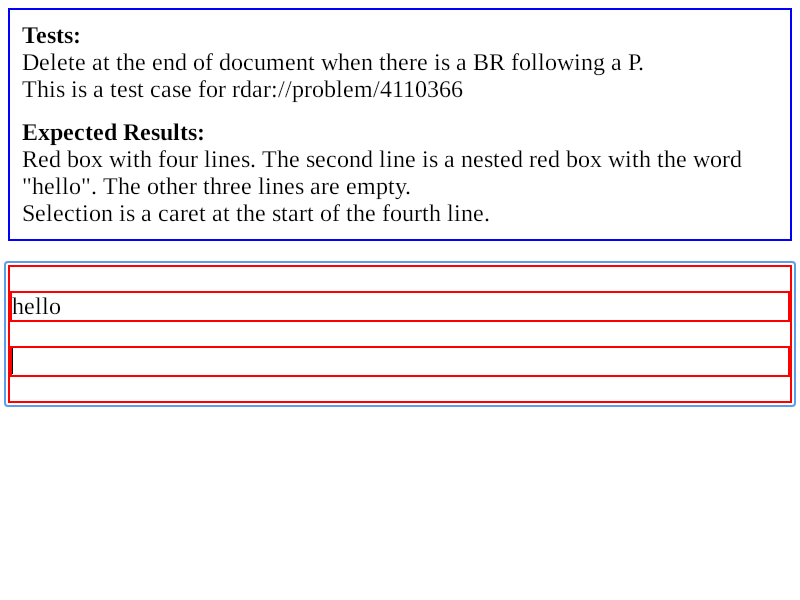 Tests:
Delete at the end of document when there is a BR following a P.
This is a test case for rdar://problem/4110366
Expected Results:
Red box with four lines. The second line is a nested red box with the word
"hello". The other three lines are empty.
Selection is a caret at the start of the fourth line.
hello